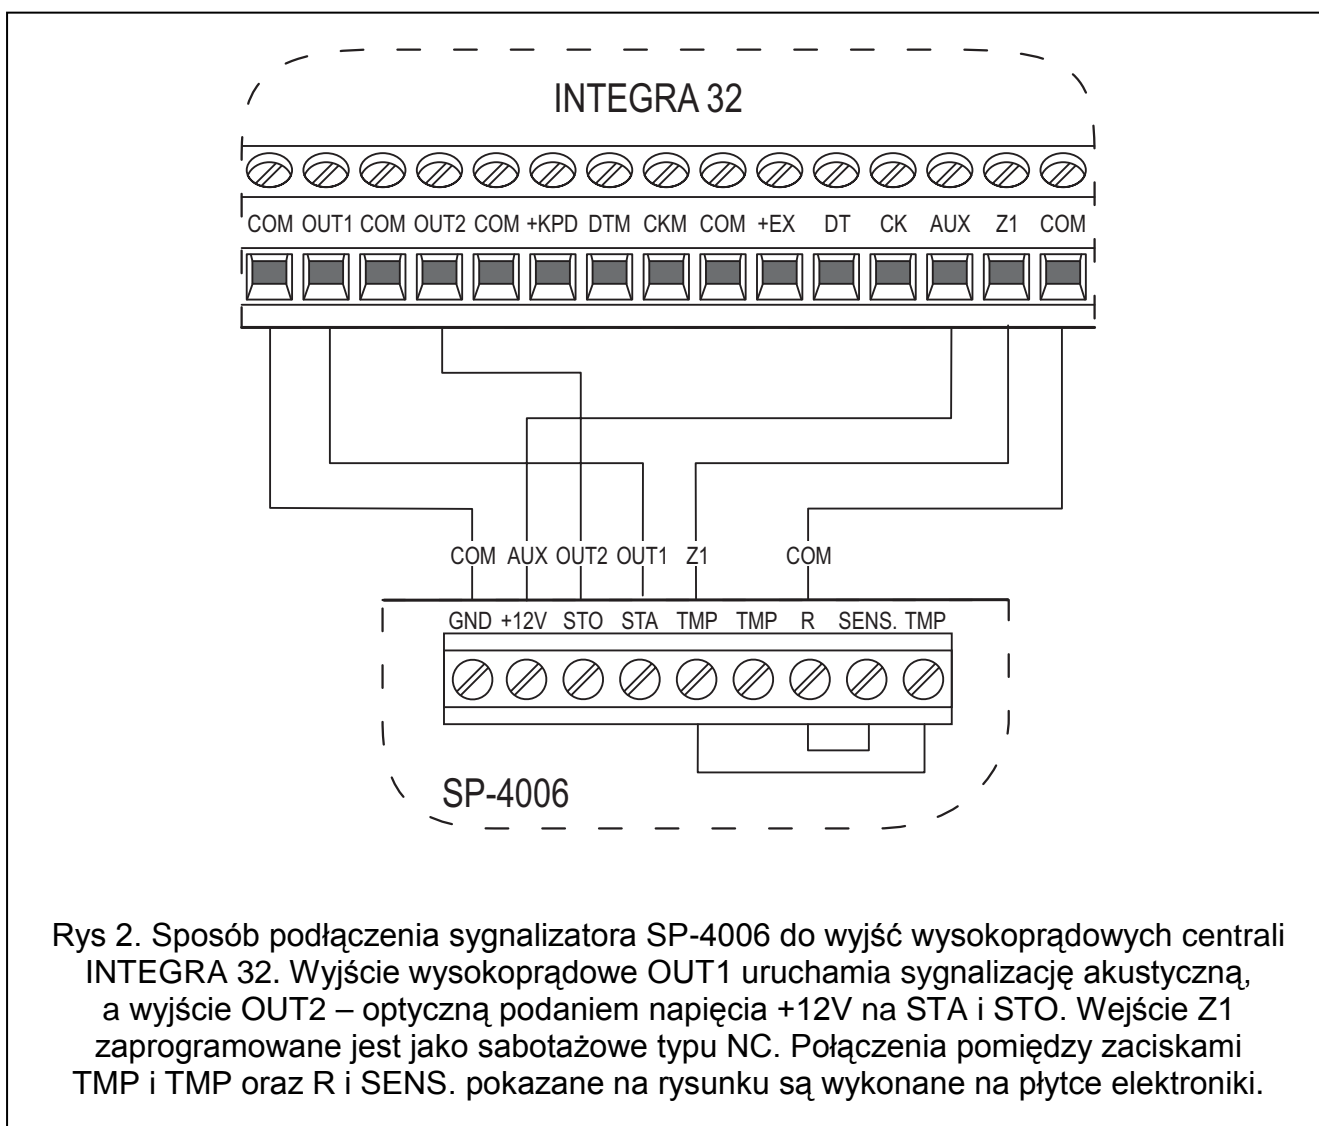 INTEGRA 32
COM OUT1 COM OUT2 COM +KPD DTM CKM COM +EX DT CK AUX Z1 COM
COM AUX OUT2 OUT1 Z1 COM
GND +12V STO STA TMP TMP R SENS. TMP
SP-4006
Rys 2. Sposób podłączenia sygnalizatora SP-4006 do wyjść wysokoprądowych centrali
INTEGRA 32. Wyjście wysokoprądowe OUT1 uruchamia sygnalizację akustyczną,
a wyjście OUT2 – optyczną podaniem napięcia +12V na STA i STO. Wejście Z1
zaprogramowane jest jako sabotażowe typu NC. Połączenia pomiędzy zaciskami
TMP i TMP oraz R i SENS. pokazane na rysunku są wykonane na płytce elektroniki.